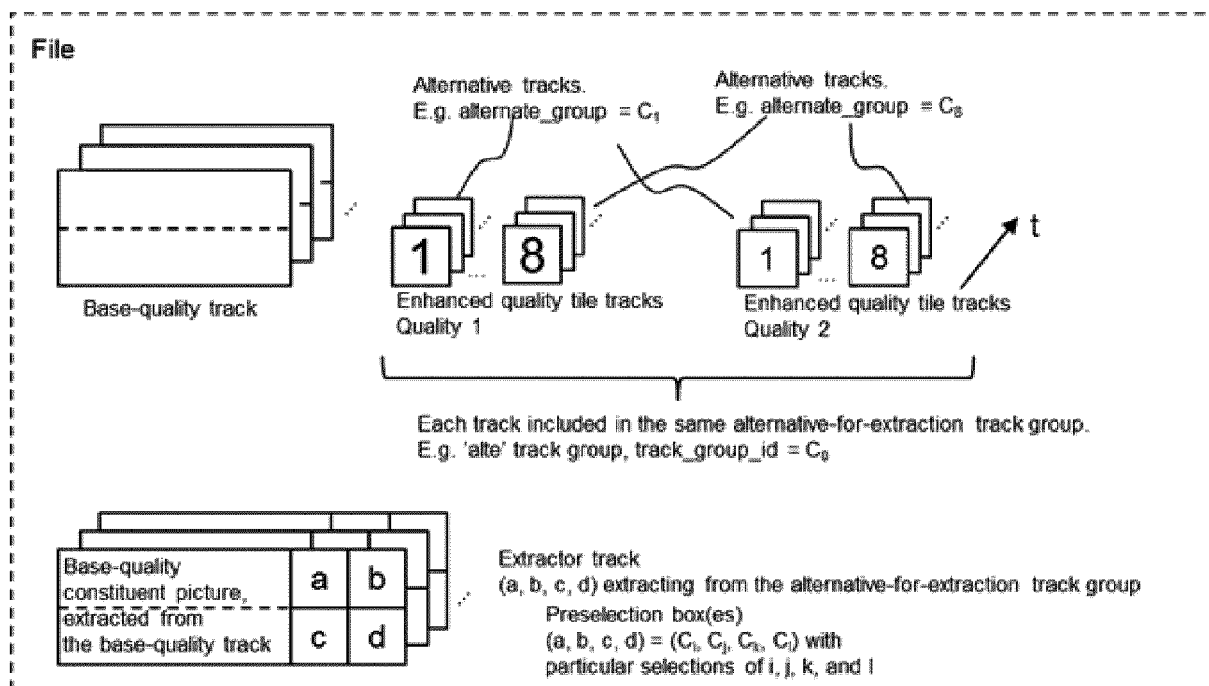 File
Alternative tracks.
E.g. alternate_group = C₁
Alternative tracks.
E.g. alternate_group = C₈
Base-quality track
1
...
8
Enhanced quality tile tracks
Quality 1
1
...
8
Enhanced quality tile tracks
Quality 2
t
Each track included in the same alternative-for-extraction track group.
E.g. 'alte' track group, track_group_id = C₉
Base-quality
constituent picture,
extracted from
the base-quality track
a b
c d
Extractor track
(a, b, c, d) extracting from the alternative-for-extraction track group
Preselection box(es)
(a, b, c, d) = (Cᵢ, Cⱼ, Cₖ, Cₗ) with
particular selections of i, j, k, and l